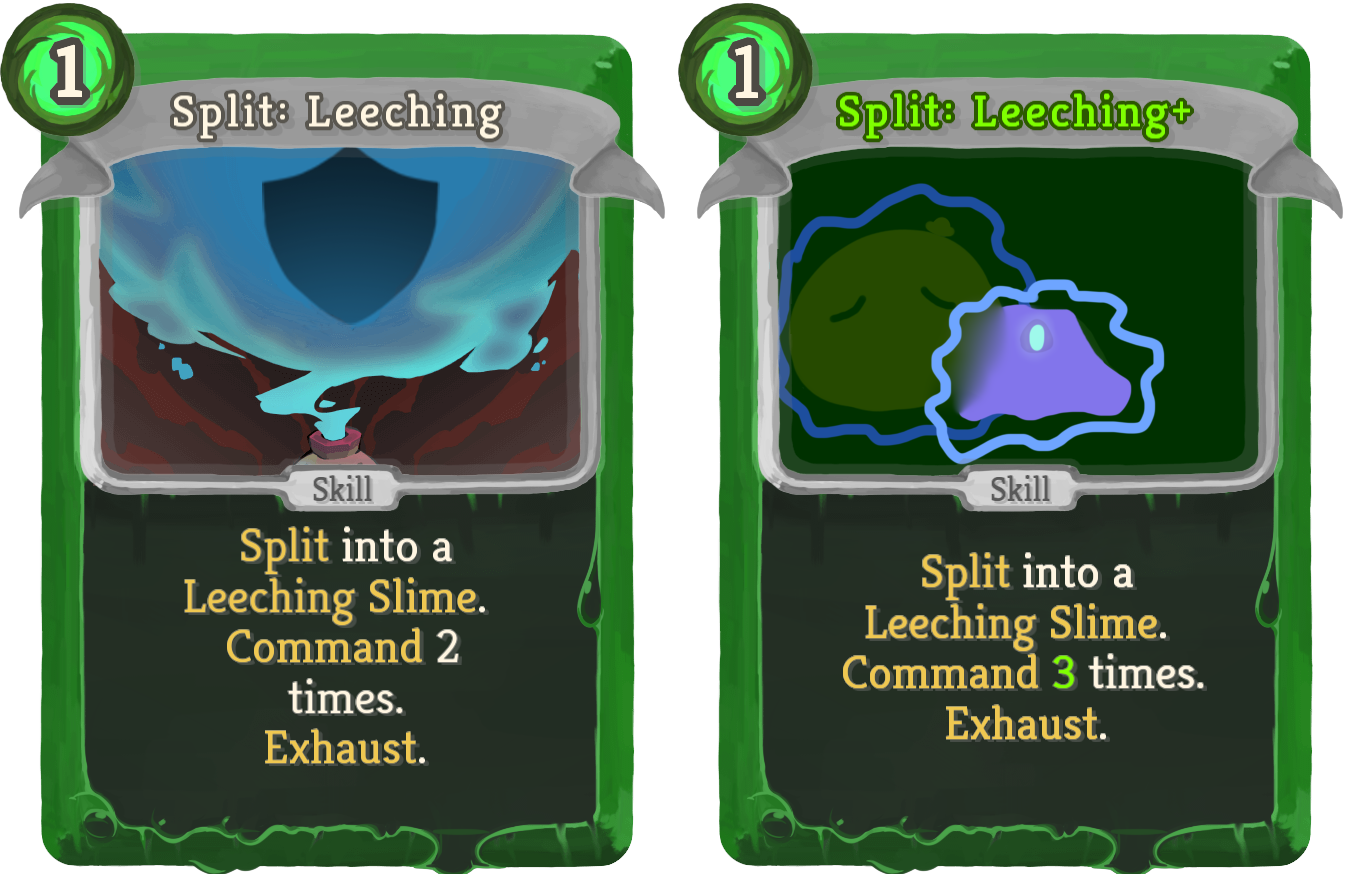 1
Split: Leeching
Skill
Split into a
Leeching Slime.
Command 2
times.
Exhaust.
1
Split: Leeching+
Skill
Split into a
Leeching Slime.
Command 3 times.
Exhaust.